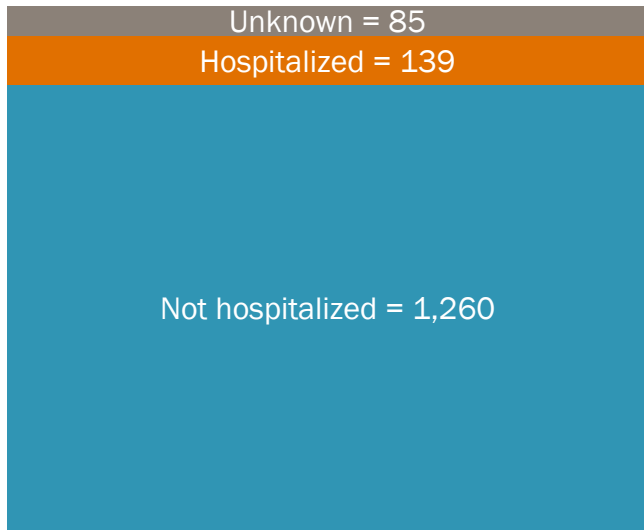 Unknown = 85
Hospitalized = 139
Not hospitalized = 1,260